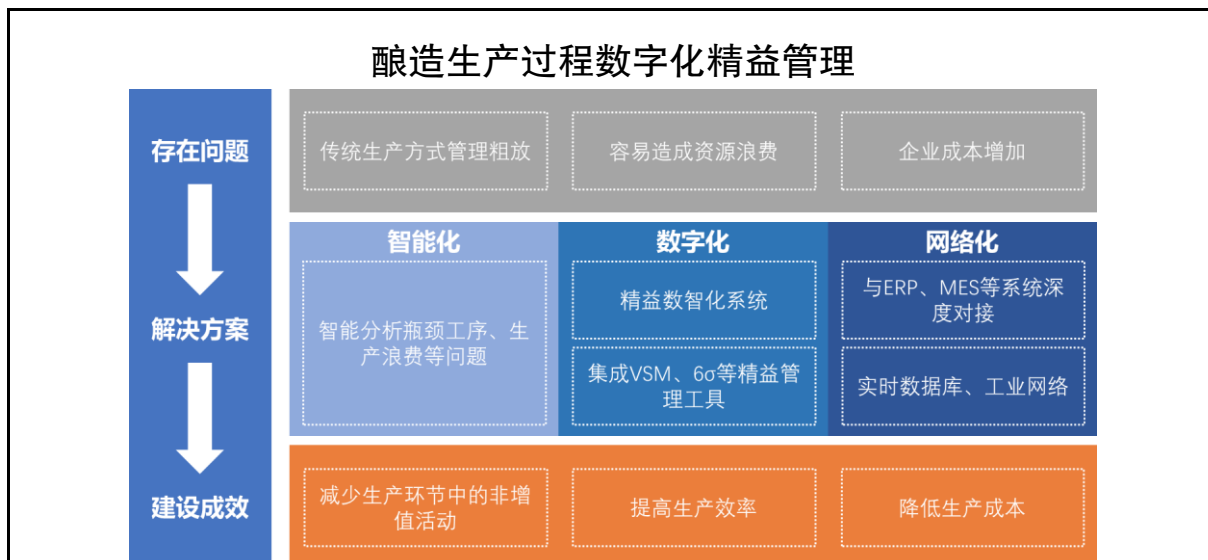 酿造生产过程数字化精益管理
存在问题
传统生产方式管理粗放
容易造成资源浪费
企业成本增加
解决方案
智能化
智能分析瓶颈工序、生
产浪费等问题
数字化
精益数智化系统
集成VSM、6σ等精益管
理工具
网络化
与ERP、MES等系统深
度对接
实时数据库、工业网络
建设成效
减少生产环节中的非增
值活动
提高生产效率
降低生产成本